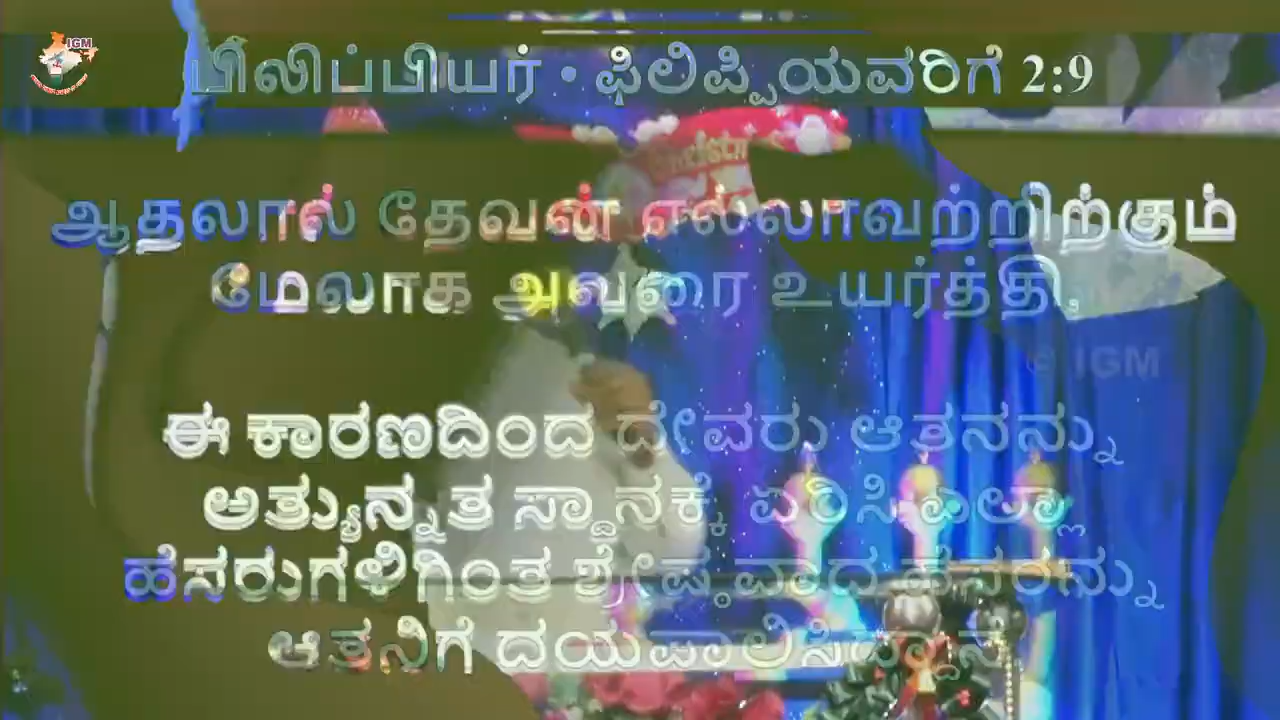 IGM
பிலிப்பியர் • ಫಿಲಿಪ್ಪಿಯವರಿಗೆ 2:9
ஆதலால் தேவன் எல்லாவற்றிற்கும்
மேலாக அவரை உயர்த்தி,
© IGM
ಈ ಕಾರಣದಿಂದ ದೇವರು ಆತನನ್ನು
ಅತ್ಯುನ್ನತ ಸ್ಥಾನಕ್ಕೆ ಏರಿಸಿ ಎಲ್ಲಾ
ಹೆಸರುಗಳಿಗಿಂತ ಶ್ರೇಷ್ಠವಾದ ಹೆಸರನ್ನು
ಆತನಿಗೆ ದಯಪಾಲಿಸಿದ್ದಾನೆ